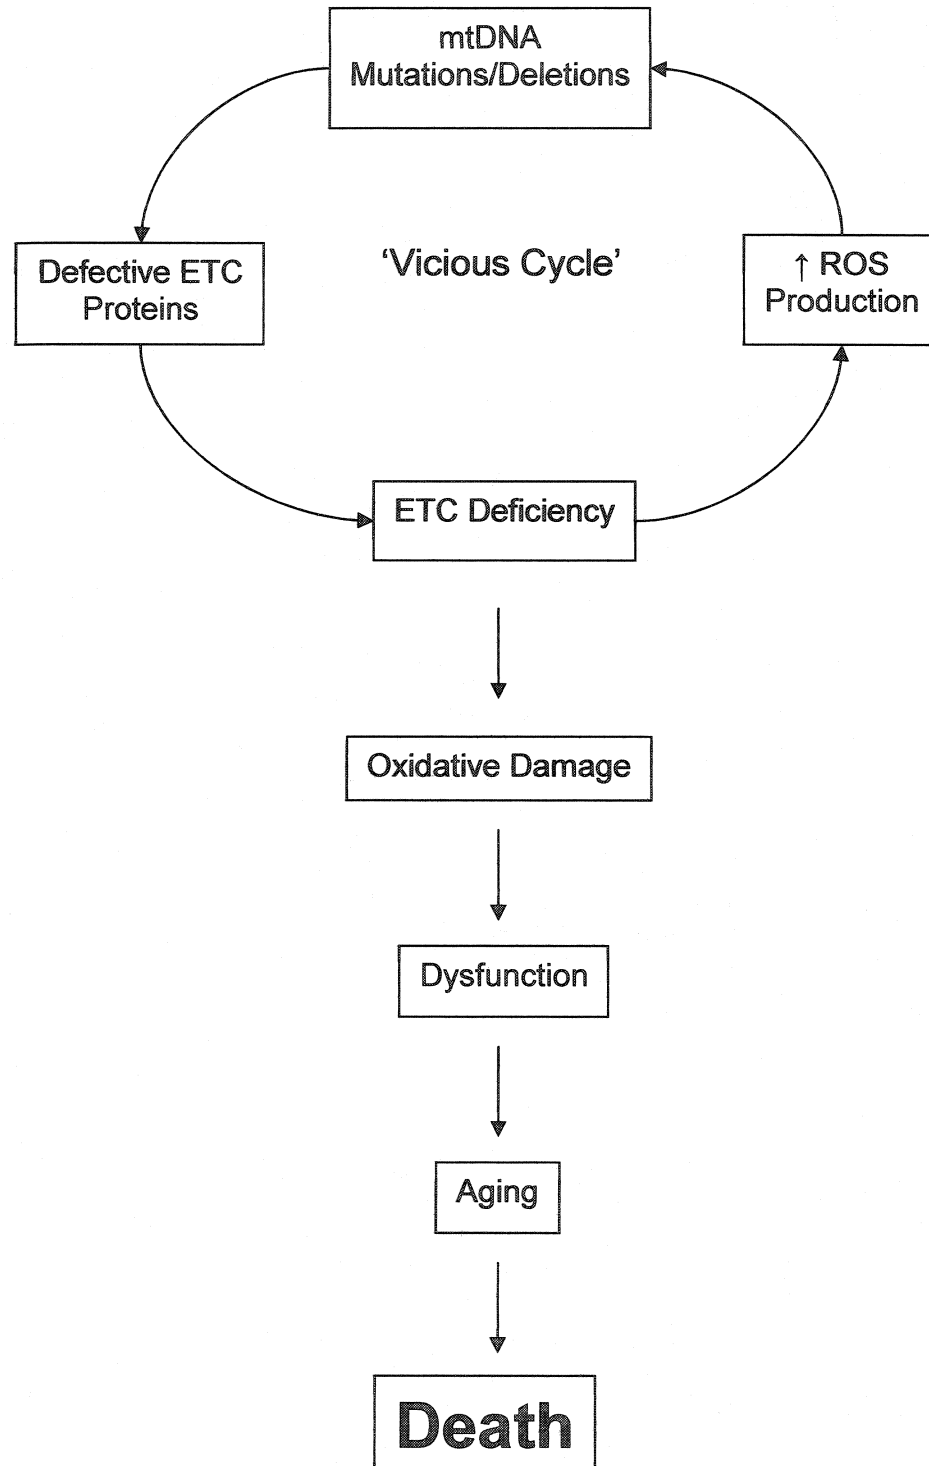 mtDNA
Mutations/Deletions
Defective ETC
Proteins
‘Vicious Cycle’
↑ ROS
Production
ETC Deficiency
Oxidative Damage
Dysfunction
Aging
Death